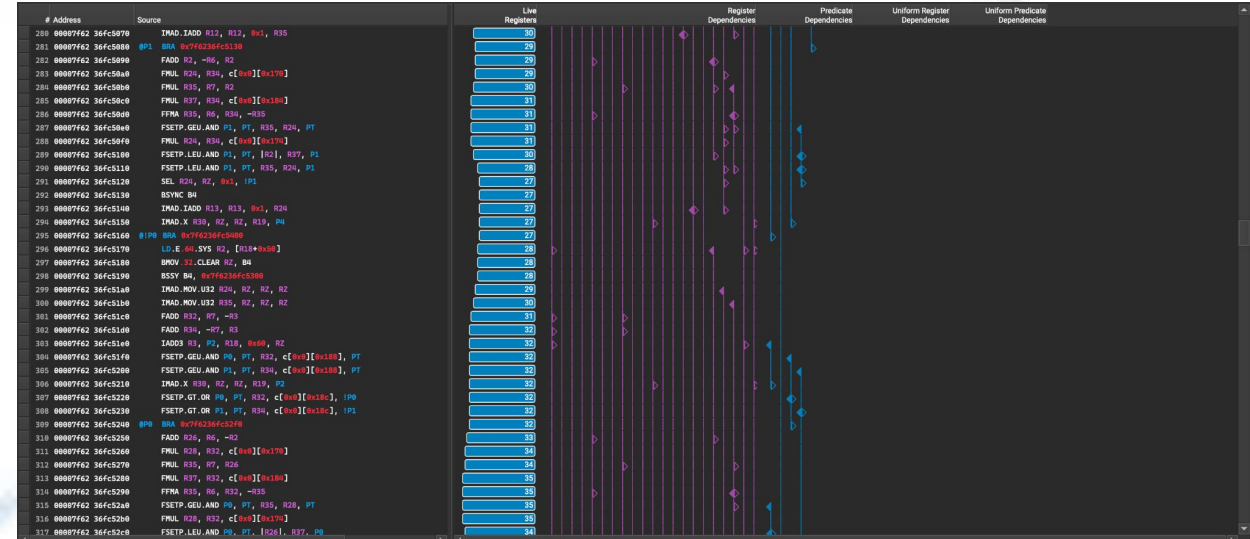 # Address Source Live Registers Register Dependencies Predicate Dependencies Uniform Register Dependencies Uniform Predicate Dependencies
280 00007f62 36fc5070 IMAD.IADD R12, R12, 0x1, R35 30
281 00007f62 36fc5080 @P1 BRA 0x7f6236fc5130 29
282 00007f62 36fc5090 FADD R2, -R6, R2 29
283 00007f62 36fc50a0 FMUL R24, R34, c[0x0][0x170] 29
284 00007f62 36fc50b0 FMUL R35, R7, R2 30
285 00007f62 36fc50c0 FMUL R37, R34, c[0x0][0x184] 31
286 00007f62 36fc50d0 FFMA R35, R6, R34, -R35 31
287 00007f62 36fc50e0 FSETP.GEU.AND P1, PT, R35, R24, PT 31
288 00007f62 36fc50f0 FMUL R24, R34, c[0x0][0x174] 31
289 00007f62 36fc5100 FSETP.LEU.AND P1, PT, |R2|, R37, P1 30
290 00007f62 36fc5110 FSETP.LEU.AND P1, PT, R35, R24, P1 28
291 00007f62 36fc5120 SEL R24, RZ, 0x1, !P1 27
292 00007f62 36fc5130 BSYNC B4 27
293 00007f62 36fc5140 IMAD.IADD R13, R13, 0x1, R24 27
294 00007f62 36fc5150 IMAD.X R30, RZ, RZ, R19, P4 27
295 00007f62 36fc5160 @!P0 BRA 0x7f6236fc5400 27
296 00007f62 36fc5170 LD.E.64.SYS R2, [R18+0x50] 28
297 00007f62 36fc5180 BMOV.32.CLEAR RZ, B4 28
298 00007f62 36fc5190 BSSY B4, 0x7f6236fc5300 28
299 00007f62 36fc51a0 IMAD.MOV.U32 R24, RZ, RZ, RZ 29
300 00007f62 36fc51b0 IMAD.MOV.U32 R35, RZ, RZ, RZ 30
301 00007f62 36fc51c0 FADD R32, R7, -R3 31
302 00007f62 36fc51d0 FADD R34, -R7, R3 32
303 00007f62 36fc51e0 IADD3 R3, P2, R18, 0x60, RZ 32
304 00007f62 36fc51f0 FSETP.GEU.AND P0, PT, R32, c[0x0][0x188], PT 32
305 00007f62 36fc5200 FSETP.GEU.AND P1, PT, R34, c[0x0][0x188], PT 32
306 00007f62 36fc5210 IMAD.X R30, RZ, RZ, R19, P2 32
307 00007f62 36fc5220 FSETP.GT.OR P0, PT, R32, c[0x0][0x18c], !P0 32
308 00007f62 36fc5230 FSETP.GT.OR P1, PT, R34, c[0x0][0x18c], !P1 32
309 00007f62 36fc5240 @P0 BRA 0x7f6236fc52f0 32
310 00007f62 36fc5250 FADD R26, R6, -R2 33
311 00007f62 36fc5260 FMUL R28, R32, c[0x0][0x170] 34
312 00007f62 36fc5270 FMUL R35, R7, R26 34
313 00007f62 36fc5280 FMUL R37, R32, c[0x0][0x184] 35
314 00007f62 36fc5290 FFMA R35, R6, R32, -R35 35
315 00007f62 36fc52a0 FSETP.GEU.AND P0, PT, R35, R28, PT 35
316 00007f62 36fc52b0 FMUL R28, R32, c[0x0][0x174] 35
317 00007f62 36fc52c0 FSETP.LEU.AND P0, PT, |R26|, R37, P0 34